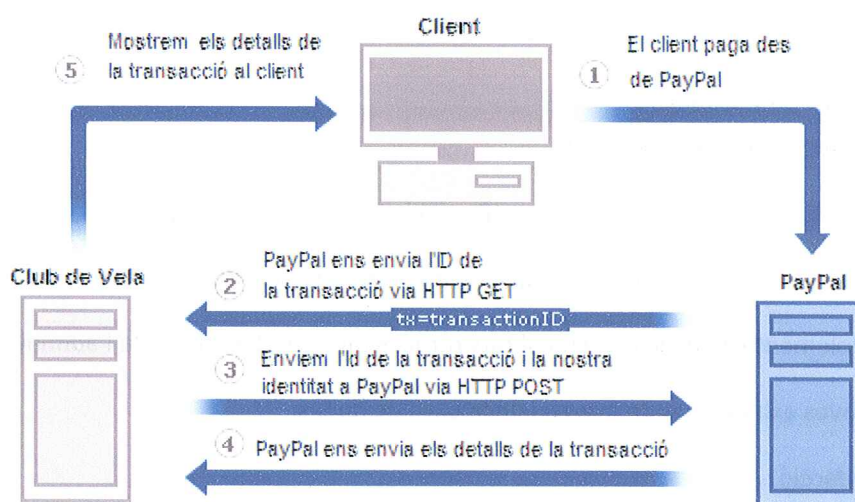 Client
5
Mostrem els detalls de
la transacció al client
1
El client paga des
de PayPal
Club de Vela
PayPal
2
PayPal ens envia l'ID de
la transacció via HTTP GET
tx=transactionID
3
Enviem l'Id de la transacció i la nostra
identitat a PayPal via HTTP POST
4
PayPal ens envia els detalls de la transacció